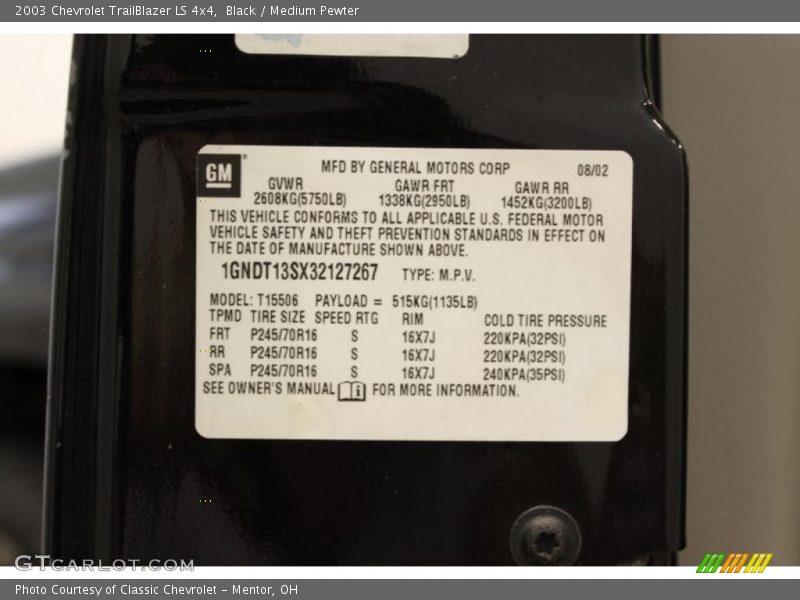 2003 Chevrolet TrailBlazer LS 4x4,  Black / Medium Pewter
GM
MFD BY GENERAL MOTORS CORP 08/02
GVWR GAWR FRT GAWR RR
2608KG(5750LB) 1338KG(2950LB) 1452KG(3200LB)
THIS VEHICLE CONFORMS TO ALL APPLICABLE U.S. FEDERAL MOTOR
VEHICLE SAFETY AND THEFT PREVENTION STANDARDS IN EFFECT ON
THE DATE OF MANUFACTURE SHOWN ABOVE.
1GNDT13SX32127267 TYPE: M.P.V.
MODEL: T15506 PAYLOAD = 515KG(1135LB)
TPMD TIRE SIZE SPEED RTG RIM COLD TIRE PRESSURE
FRT P245/70R16 S 16X7J 220KPA(32PSI)
RR P245/70R16 S 16X7J 220KPA(32PSI)
SPA P245/70R16 S 16X7J 240KPA(35PSI)
SEE OWNER'S MANUAL FOR MORE INFORMATION.
GTCARLOT.COM
Photo Courtesy of Classic Chevrolet – Mentor, OH